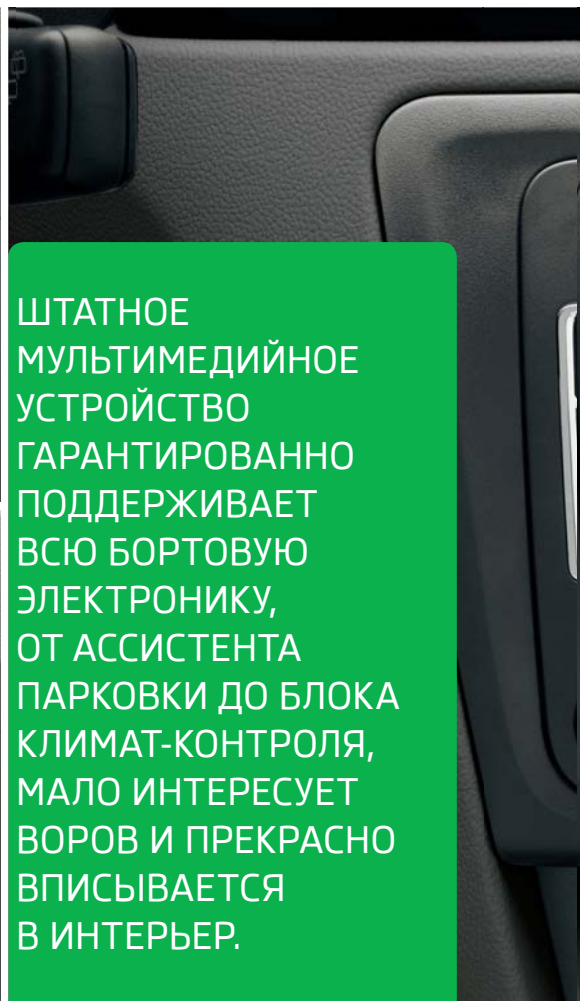 ШТАТНОЕ
МУЛЬТИМЕДИЙНОЕ
УСТРОЙСТВО
ГАРАНТИРОВАННО
ПОДДЕРЖИВАЕТ
ВСЮ БОРТОВУЮ
ЭЛЕКТРОНИКУ,
ОТ АССИСТЕНТА
ПАРКОВКИ ДО БЛОКА
КЛИМАТ-КОНТРОЛЯ,
МАЛО ИНТЕРЕСУЕТ
ВОРОВ И ПРЕКРАСНО
ВПИСЫВАЕТСЯ
В ИНТЕРЬЕР.